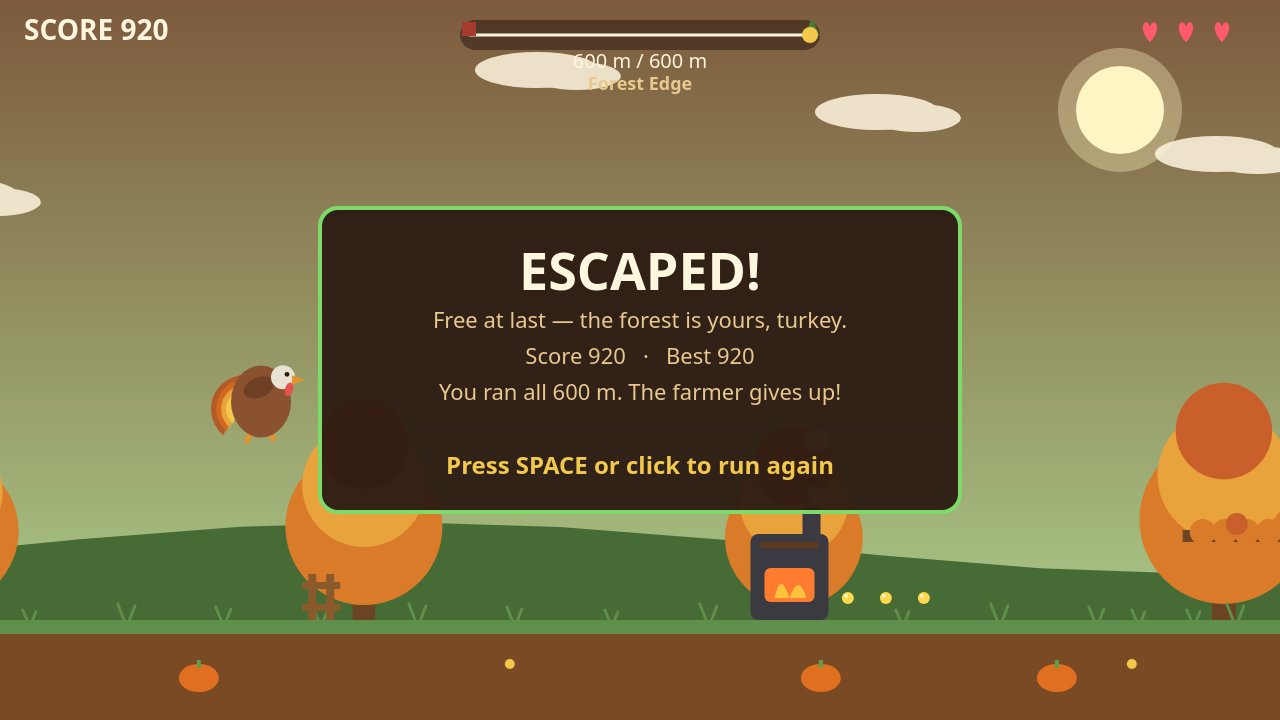 SCORE 920
600 m / 600 m
Forest Edge
ESCAPED!
Free at last — the forest is yours, turkey.
Score 920 · Best 920
You ran all 600 m. The farmer gives up!
Press SPACE or click to run again